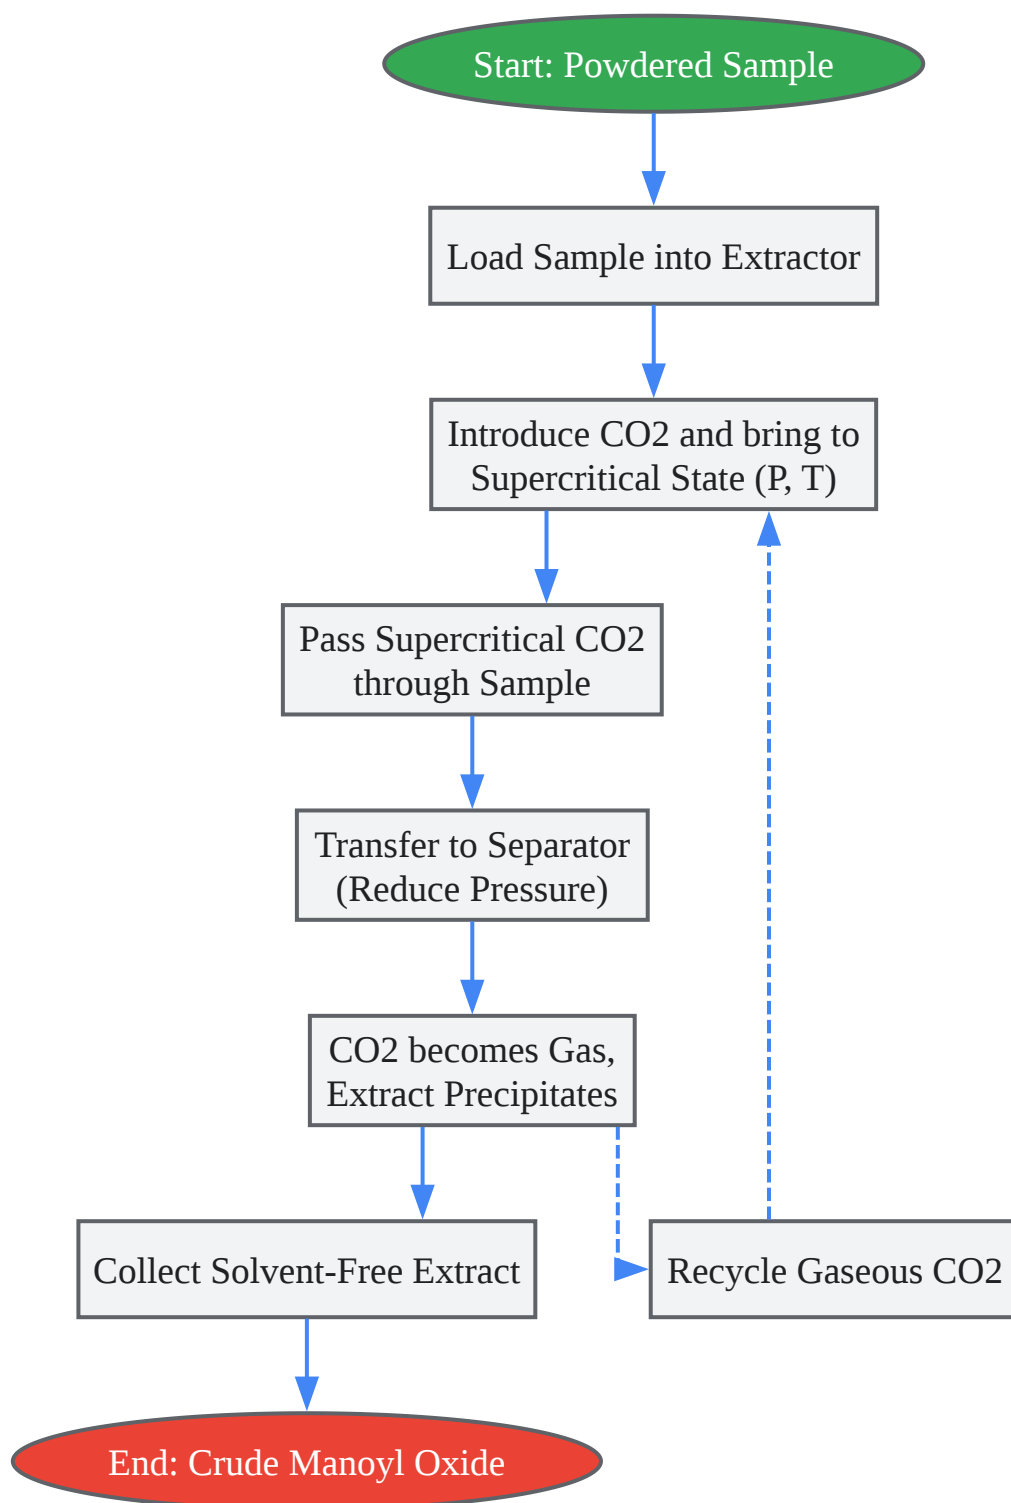 Start: Powdered Sample
Load Sample into Extractor
Introduce CO2 and bring to
Supercritical State (P, T)
Pass Supercritical CO2
through Sample
Transfer to Separator
(Reduce Pressure)
CO2 becomes Gas,
Extract Precipitates
Collect Solvent-Free Extract
Recycle Gaseous CO2
End: Crude Manoyl Oxide